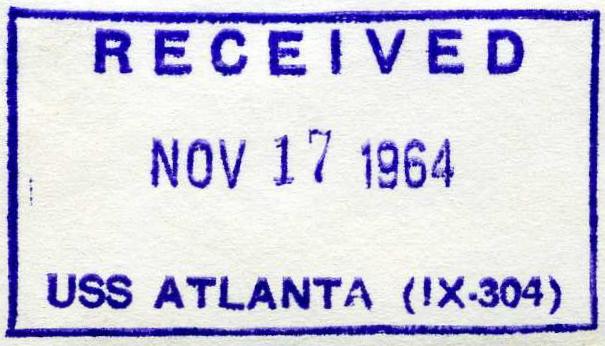 RECEIVED
NOV 17 1964
USS ATLANTA (IX-304)